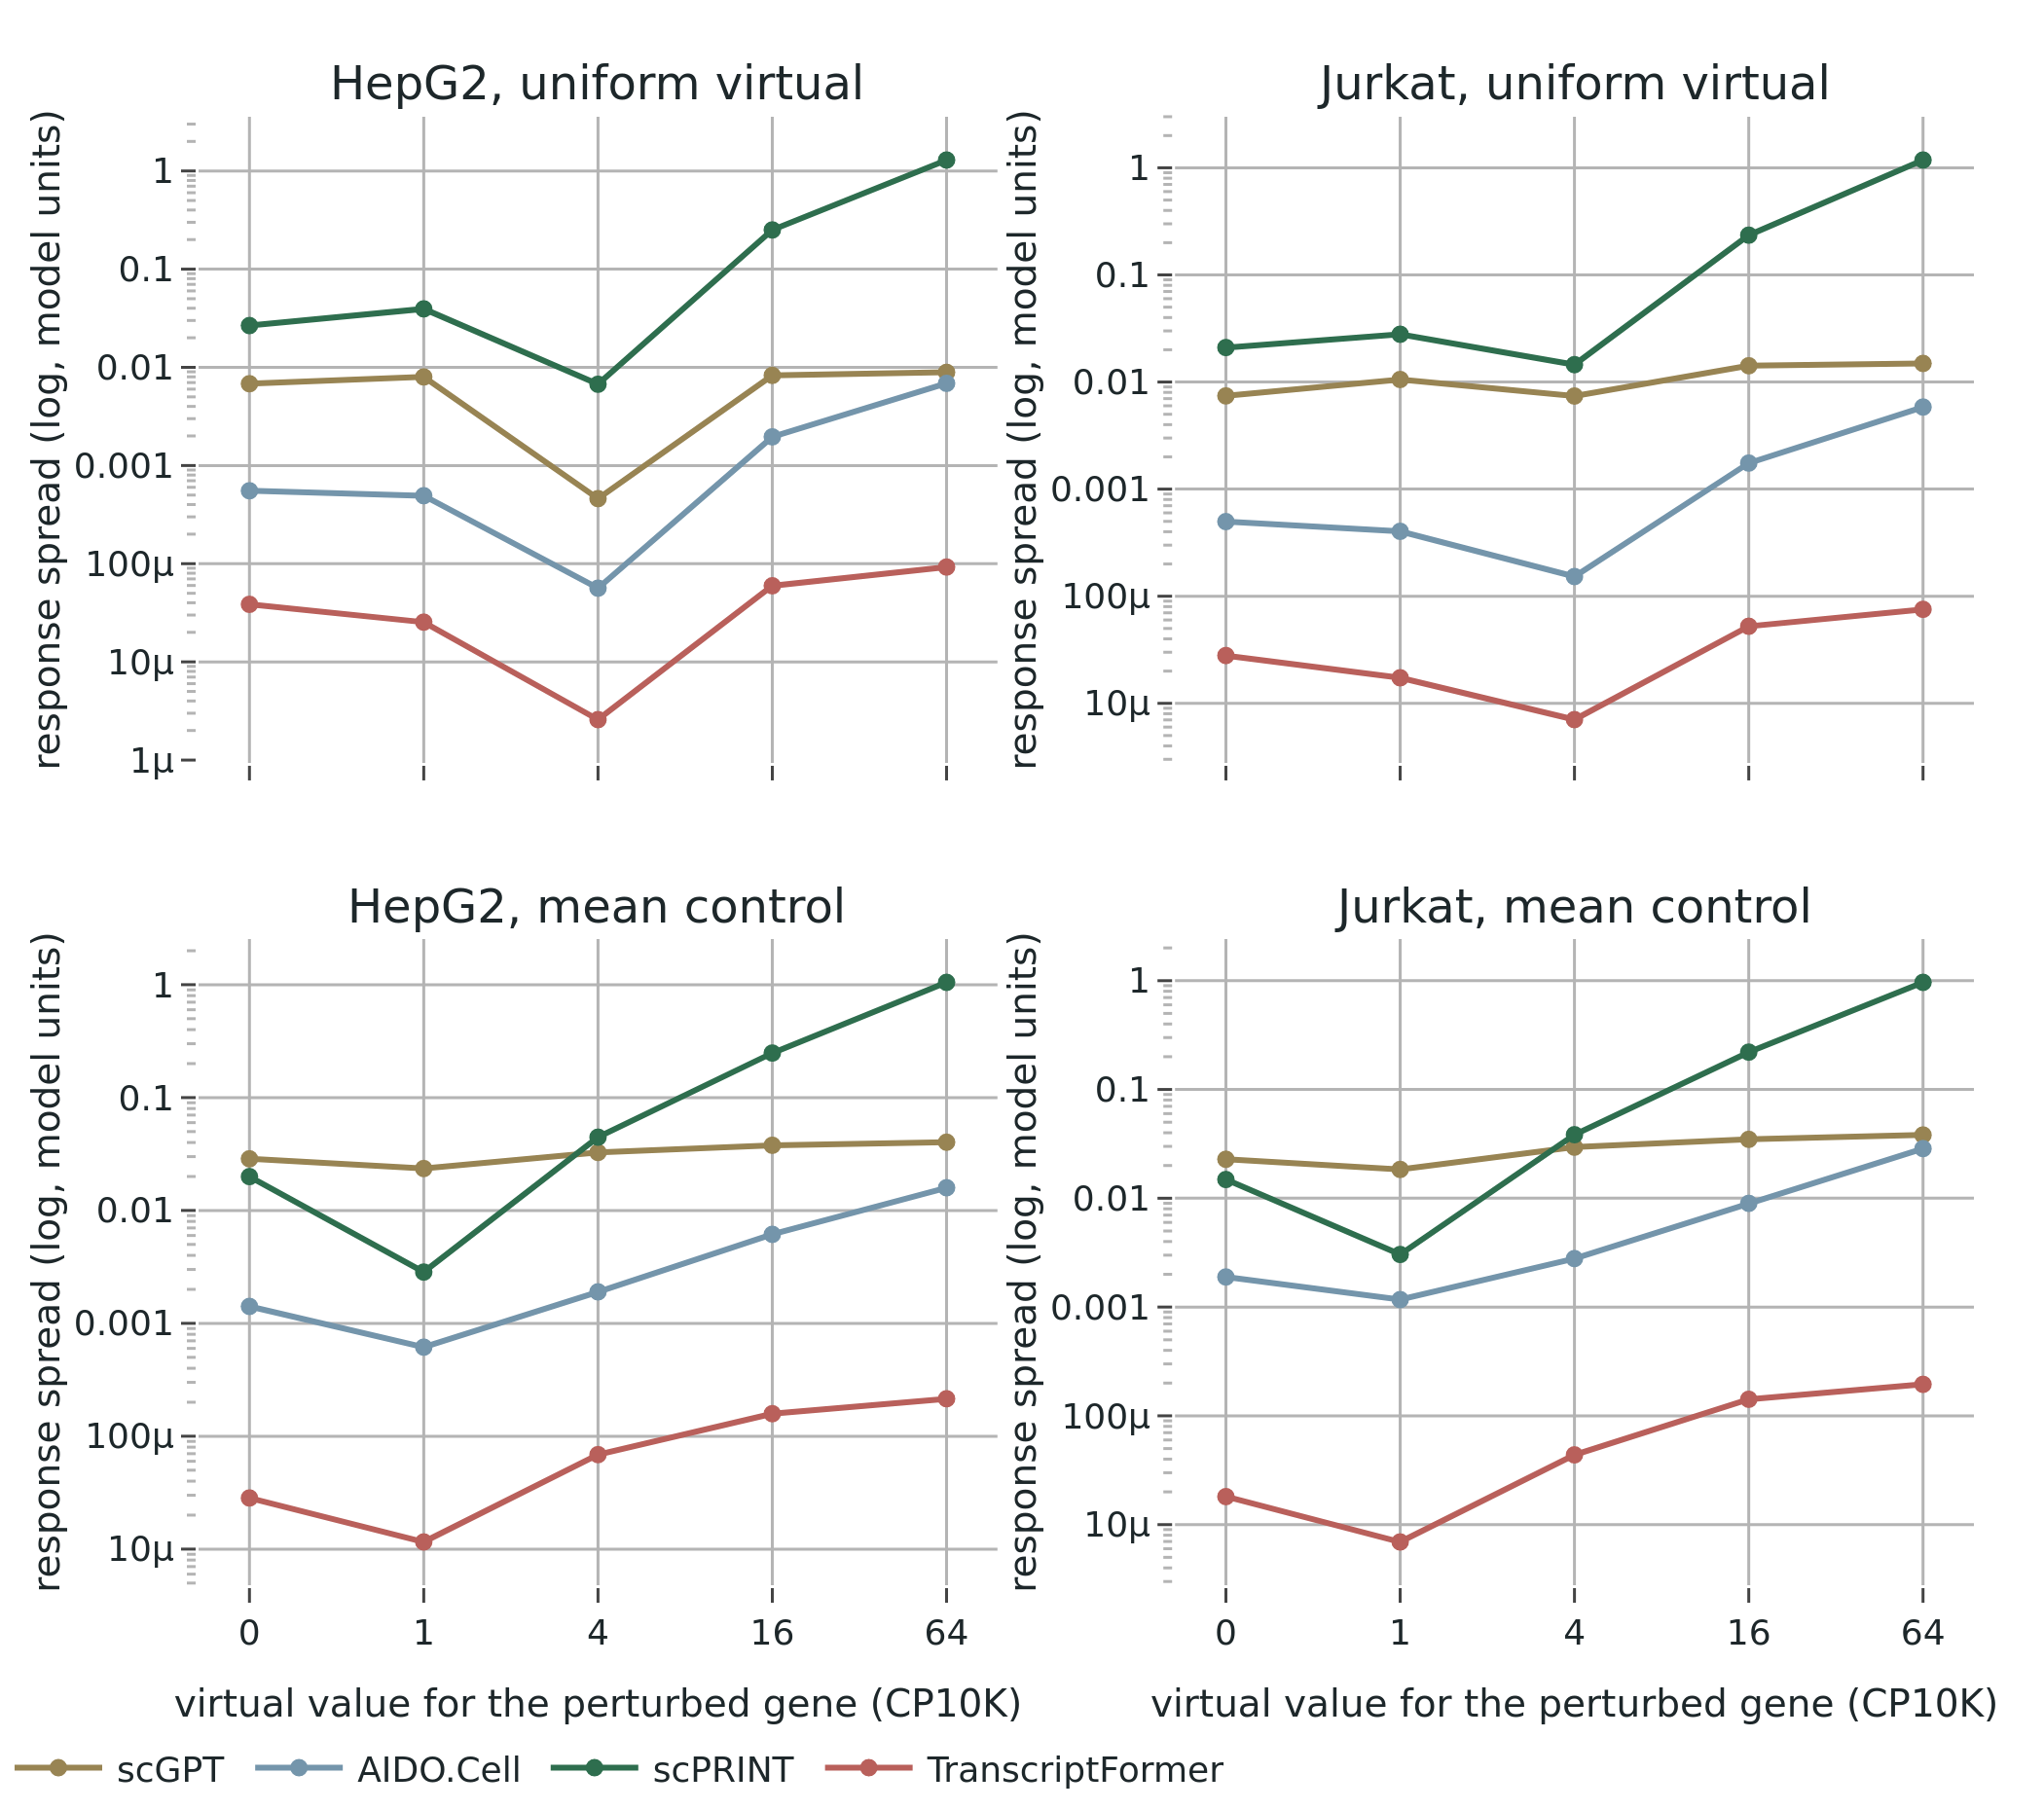 HepG2, uniform virtual
response spread (log, model units)
1
0.1
0.01
0.001
100µ
10µ
1µ
Jurkat, uniform virtual
response spread (log, model units)
1
0.1
0.01
0.001
100µ
10µ
HepG2, mean control
response spread (log, model units)
1
0.1
0.01
0.001
100µ
10µ
0 1 4 16 64
virtual value for the perturbed gene (CP10K)
Jurkat, mean control
response spread (log, model units)
1
0.1
0.01
0.001
100µ
10µ
0 1 4 16 64
virtual value for the perturbed gene (CP10K)
scGPT AIDO.Cell scPRINT TranscriptFormer